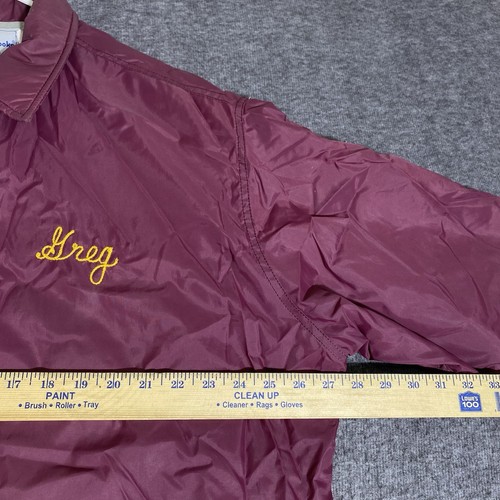 Greg
17 18 19 20 21 22 23 24 25 26 27 28 29 30 31 32 33
PAINT CLEAN UP Lowe's
• Brush • Roller • Tray • Cleaner • Rags • Gloves 100